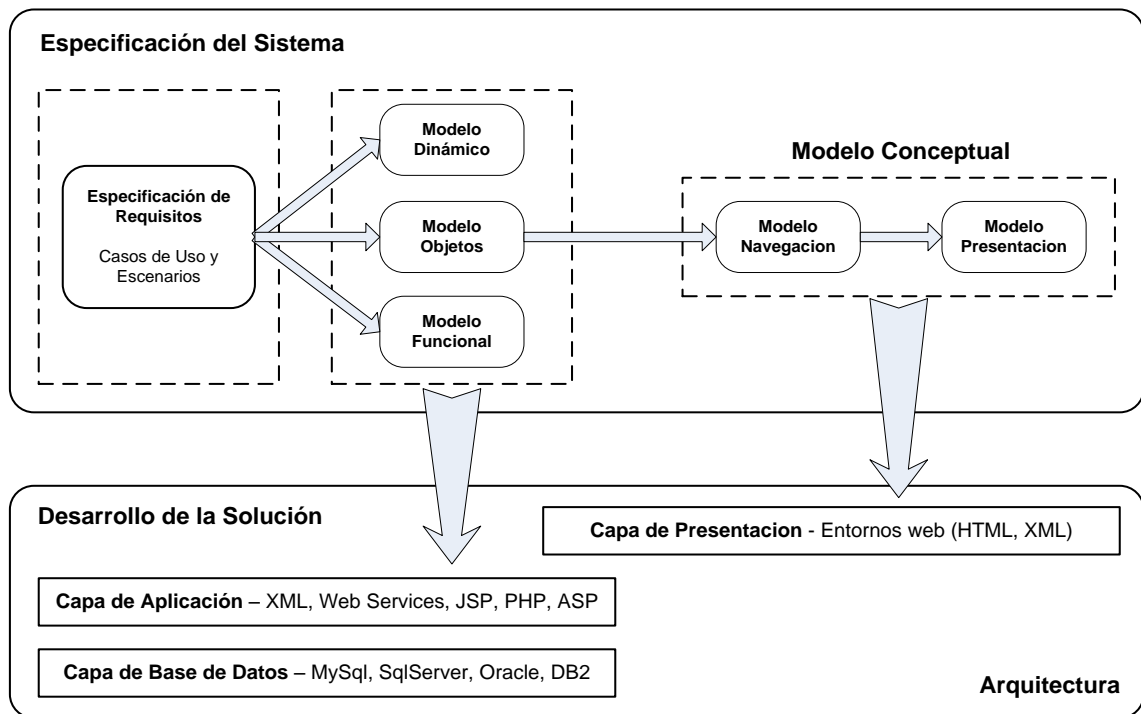 Especificación del Sistema
Especificación de
Requisitos
Casos de Uso y
Escenarios
Modelo
Dinámico
Modelo
Objetos
Modelo
Funcional
Modelo Conceptual
Modelo
Navegacion
Modelo
Presentacion
Desarrollo de la Solución
Capa de Presentacion - Entornos web (HTML, XML)
Capa de Aplicación – XML, Web Services, JSP, PHP, ASP
Capa de Base de Datos – MySql, SqlServer, Oracle, DB2
Arquitectura